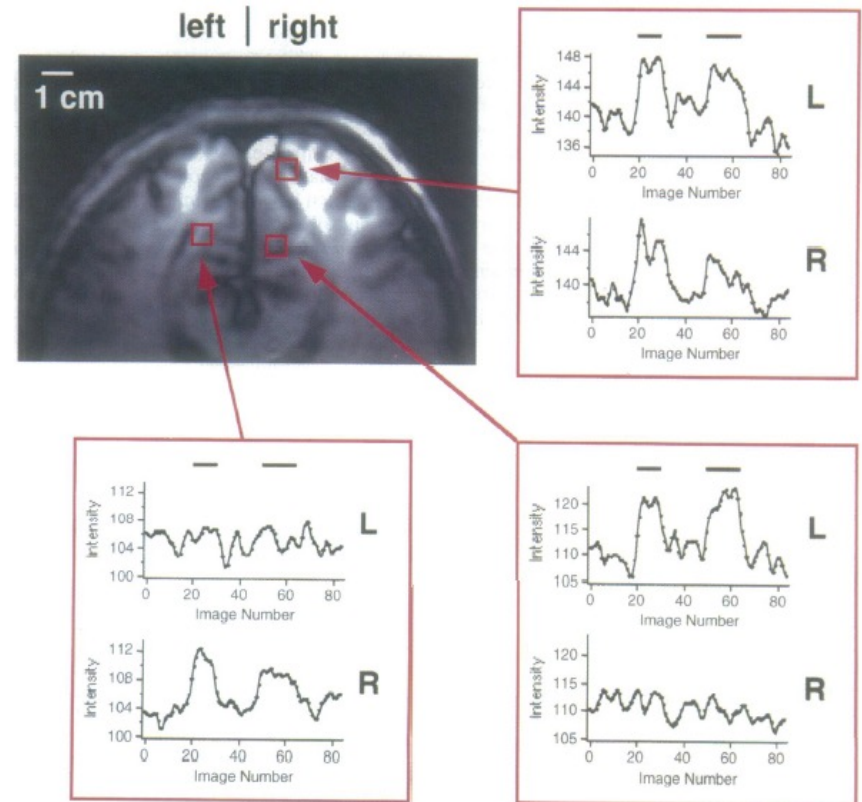 left | right
1 cm
148
144
140
136
Intensity
0 20 40 60 80
Image Number
L
144
140
Intensity
0 20 40 60 80
Image Number
R
112
108
104
100
Intensity
0 20 40 60 80
Image Number
L
112
108
104
100
Intensity
0 20 40 60 80
Image Number
R
120
115
110
105
Intensity
0 20 40 60 80
Image Number
L
120
115
110
105
Intensity
0 20 40 60 80
Image Number
R